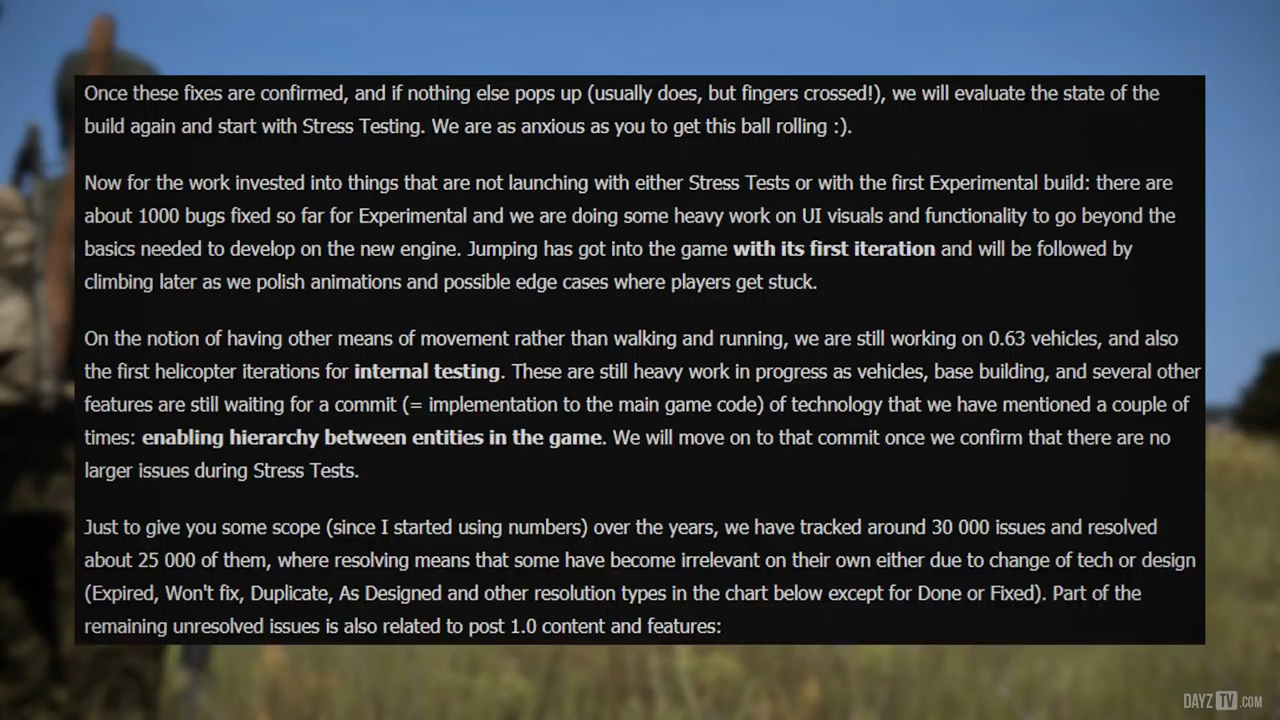 Once these fixes are confirmed, and if nothing else pops up (usually does, but fingers crossed!), we will evaluate the state of the
build again and start with Stress Testing. We are as anxious as you to get this ball rolling :).
Now for the work invested into things that are not launching with either Stress Tests or with the first Experimental build: there are
about 1000 bugs fixed so far for Experimental and we are doing some heavy work on UI visuals and functionality to go beyond the
basics needed to develop on the new engine. Jumping has got into the game with its first iteration and will be followed by
climbing later as we polish animations and possible edge cases where players get stuck.
On the notion of having other means of movement rather than walking and running, we are still working on 0.63 vehicles, and also
the first helicopter iterations for internal testing. These are still heavy work in progress as vehicles, base building, and several other
features are still waiting for a commit (= implementation to the main game code) of technology that we have mentioned a couple of
times: enabling hierarchy between entities in the game. We will move on to that commit once we confirm that there are no
larger issues during Stress Tests.
Just to give you some scope (since I started using numbers) over the years, we have tracked around 30 000 issues and resolved
about 25 000 of them, where resolving means that some have become irrelevant on their own either due to change of tech or design
(Expired, Won't fix, Duplicate, As Designed and other resolution types in the chart below except for Done or Fixed). Part of the
remaining unresolved issues is also related to post 1.0 content and features:
DAYZ TV .COM